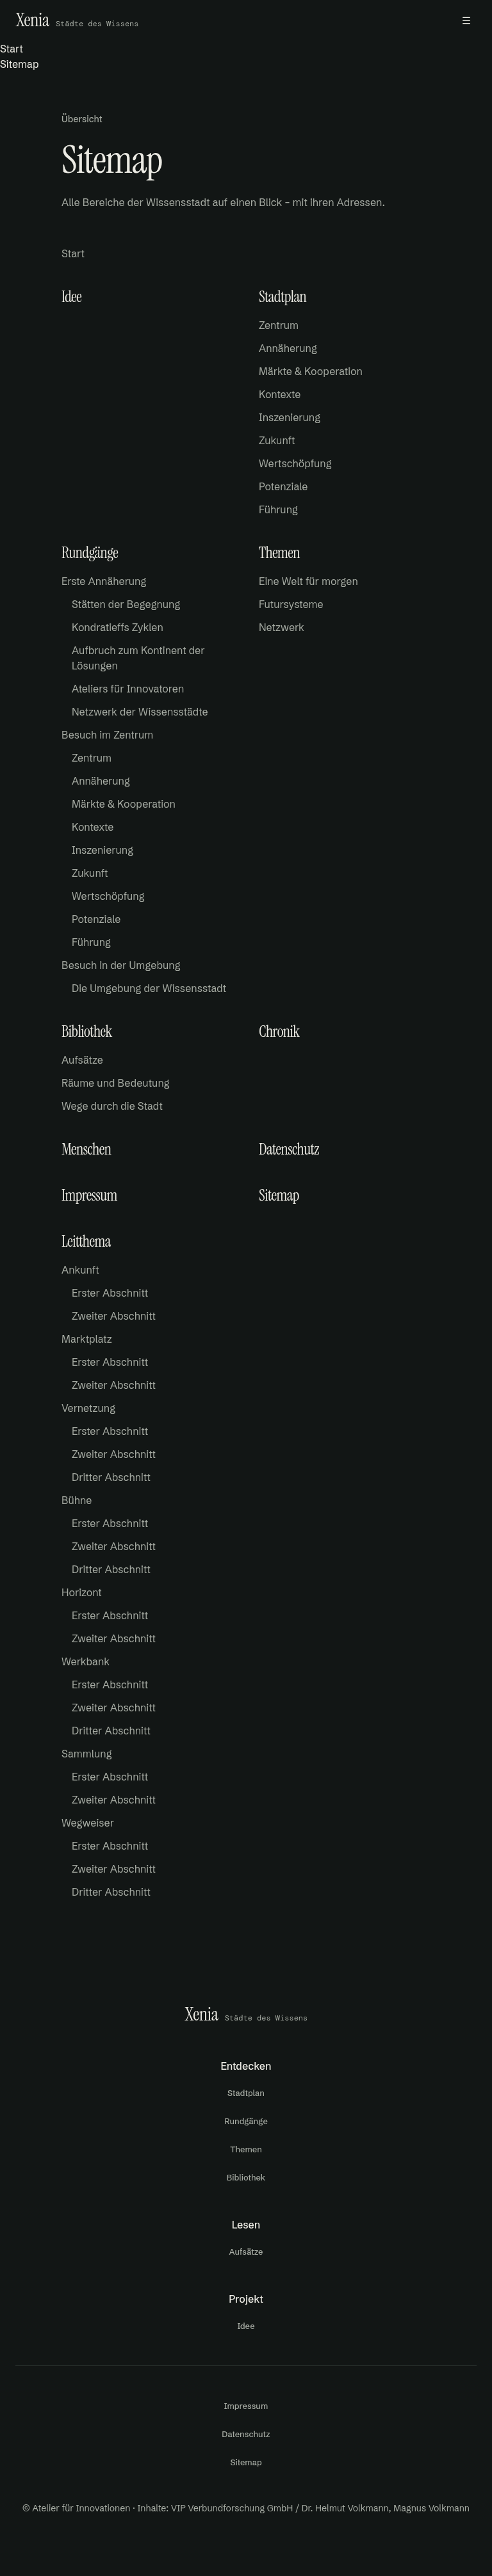 Xenia Städte des Wissens
Start
Sitemap
Übersicht
Sitemap
Alle Bereiche der Wissensstadt auf einen Blick – mit ihren Adressen.
Start
Idee
Stadtplan
Zentrum
Annäherung
Märkte & Kooperation
Kontexte
Inszenierung
Zukunft
Wertschöpfung
Potenziale
Führung
Rundgänge
Erste Annäherung
Stätten der Begegnung
Kondratieffs Zyklen
Aufbruch zum Kontinent der
Lösungen
Ateliers für Innovatoren
Netzwerk der Wissensstädte
Besuch im Zentrum
Zentrum
Annäherung
Märkte & Kooperation
Kontexte
Inszenierung
Zukunft
Wertschöpfung
Potenziale
Führung
Besuch in der Umgebung
Die Umgebung der Wissensstadt
Themen
Eine Welt für morgen
Futursysteme
Netzwerk
Bibliothek
Aufsätze
Räume und Bedeutung
Wege durch die Stadt
Chronik
Menschen
Datenschutz
Impressum
Sitemap
Leitthema
Ankunft
Erster Abschnitt
Zweiter Abschnitt
Marktplatz
Erster Abschnitt
Zweiter Abschnitt
Vernetzung
Erster Abschnitt
Zweiter Abschnitt
Dritter Abschnitt
Bühne
Erster Abschnitt
Zweiter Abschnitt
Dritter Abschnitt
Horizont
Erster Abschnitt
Zweiter Abschnitt
Werkbank
Erster Abschnitt
Zweiter Abschnitt
Dritter Abschnitt
Sammlung
Erster Abschnitt
Zweiter Abschnitt
Wegweiser
Erster Abschnitt
Zweiter Abschnitt
Dritter Abschnitt
Xenia Städte des Wissens
Entdecken
Stadtplan
Rundgänge
Themen
Bibliothek
Lesen
Aufsätze
Projekt
Idee
Impressum
Datenschutz
Sitemap
© Atelier für Innovationen · Inhalte: VIP Verbundforschung GmbH / Dr. Helmut Volkmann, Magnus Volkmann